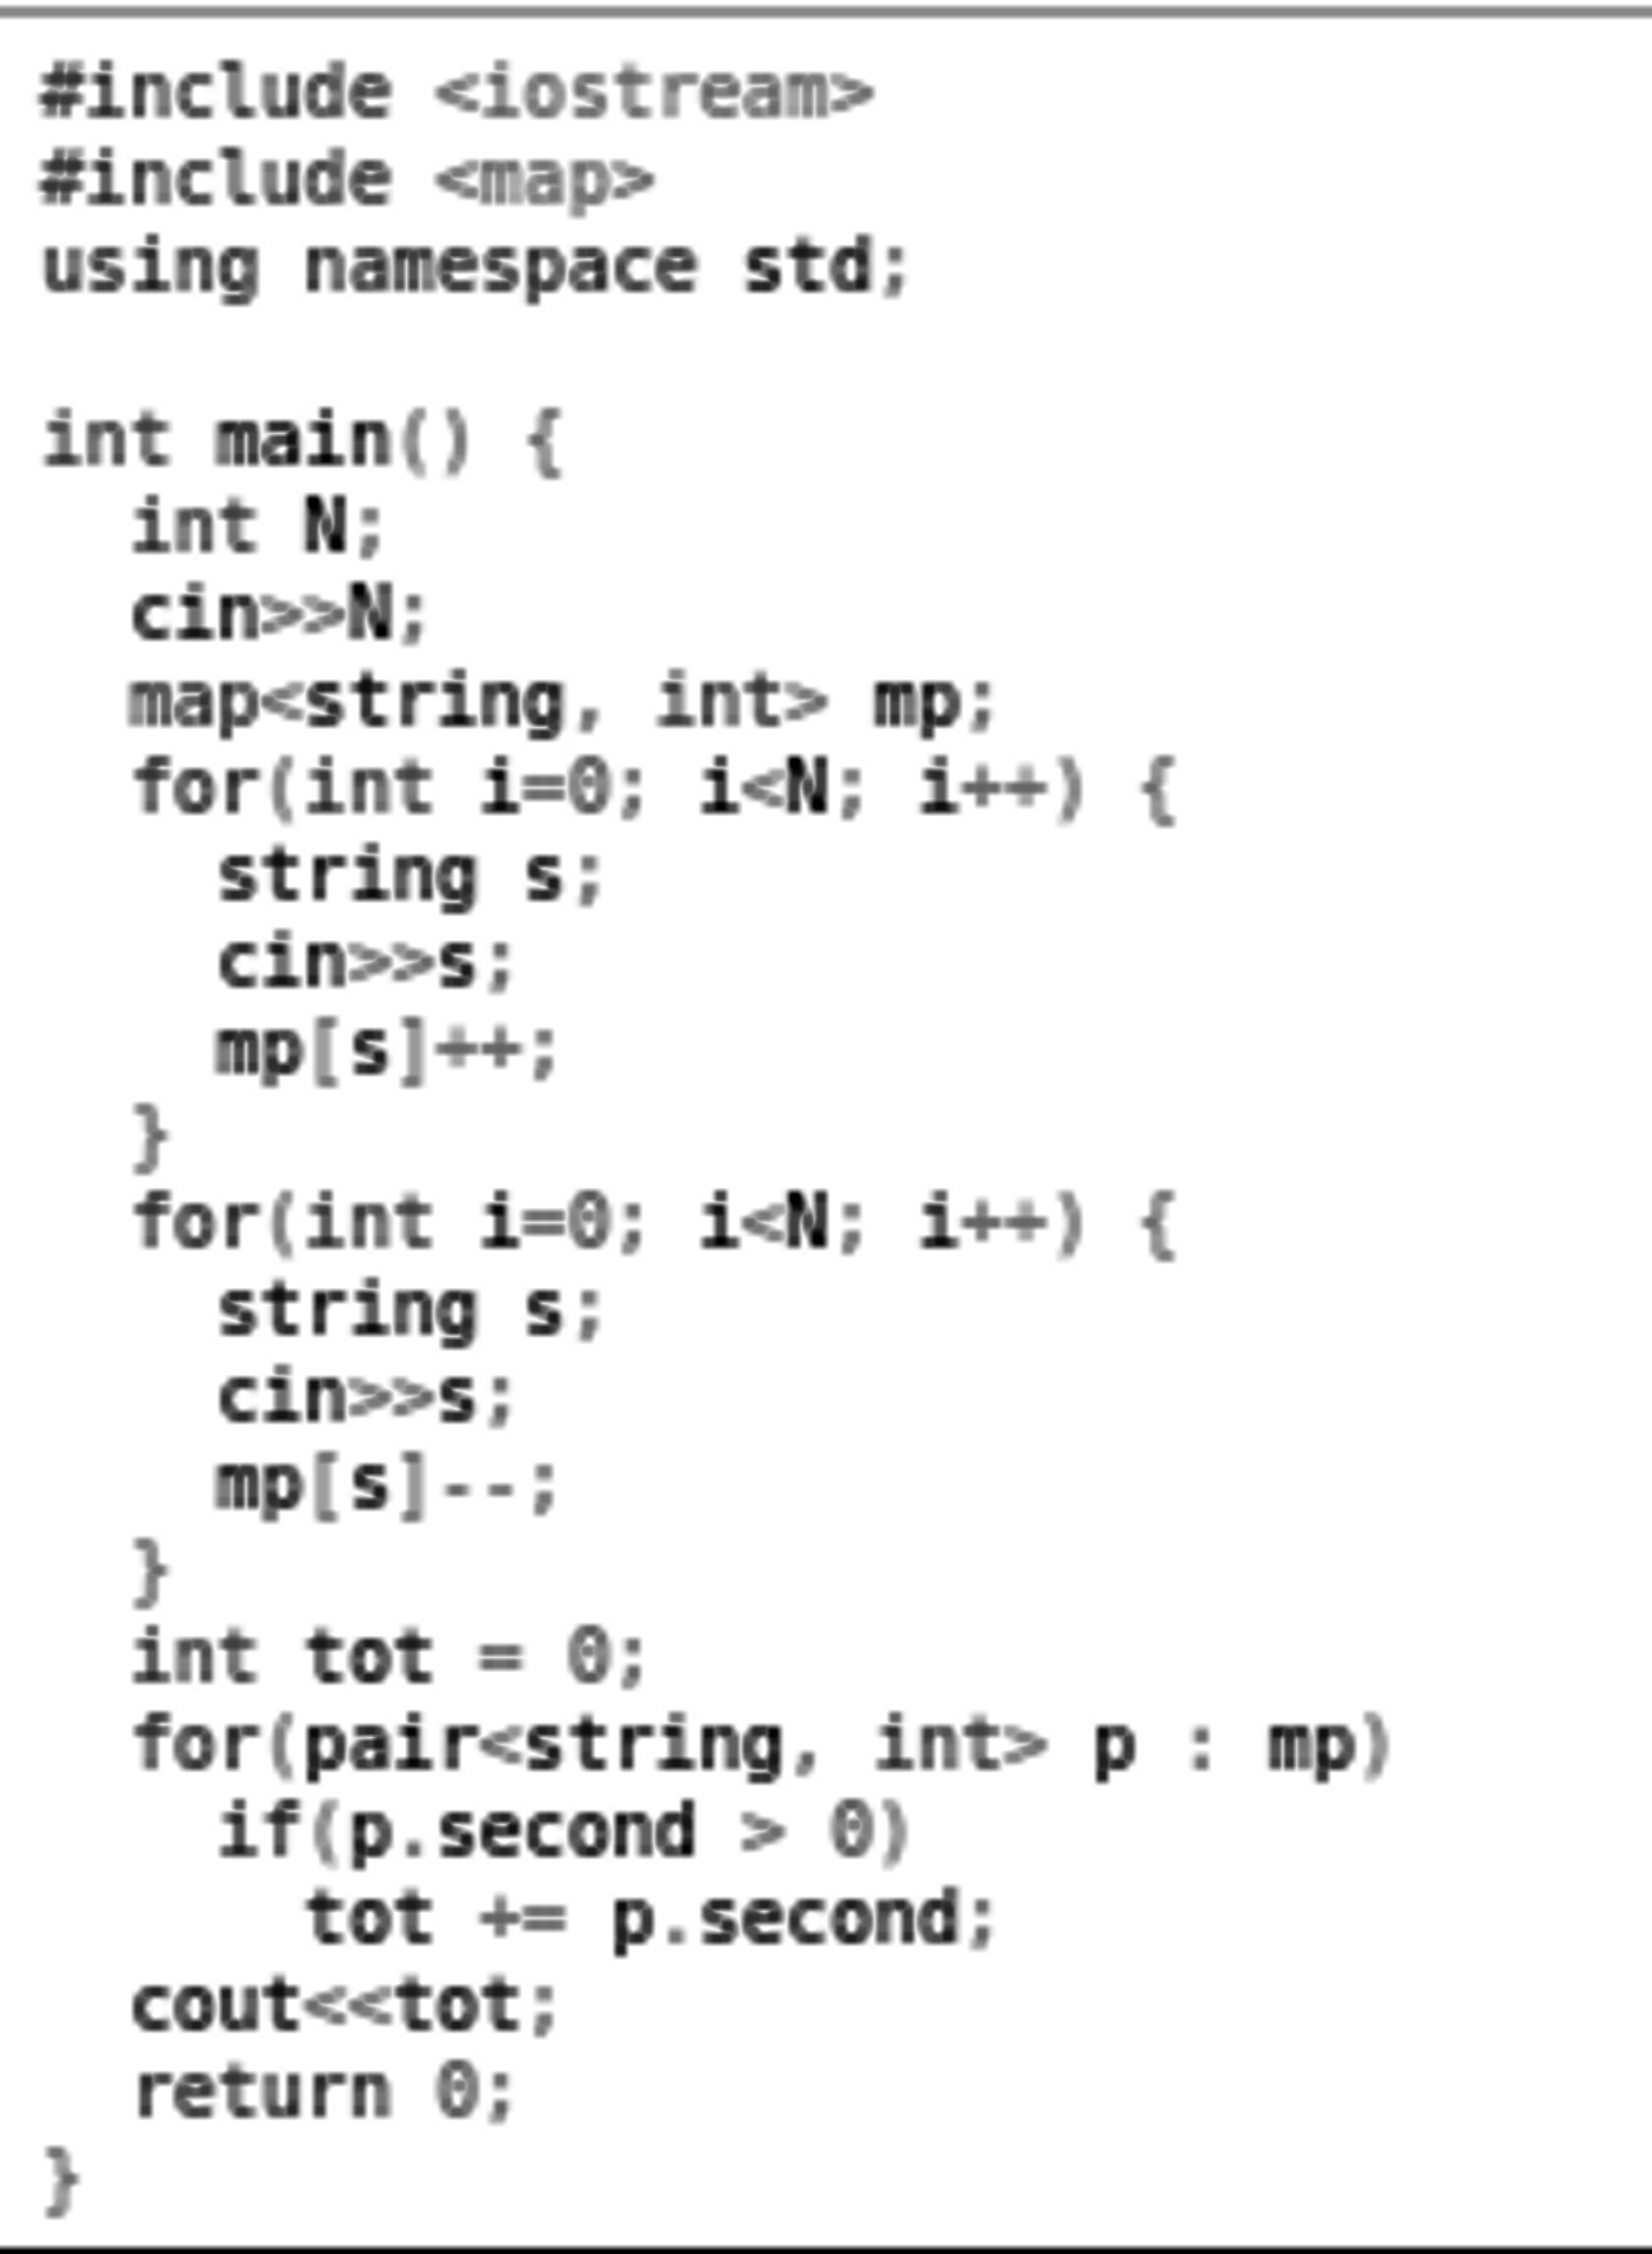 #include <iostream>
#include <map>
using namespace std;

int main() {
  int N;
  cin>>N;
  map<string, int> mp;
  for(int i=0; i<N; i++) {
    string s;
    cin>>s;
    mp[s]++;
  }
  for(int i=0; i<N; i++) {
    string s;
    cin>>s;
    mp[s]--;
  }
  int tot = 0;
  for(pair<string, int> p : mp)
    if(p.second > 0)
      tot += p.second;
  cout<<tot;
  return 0;
}